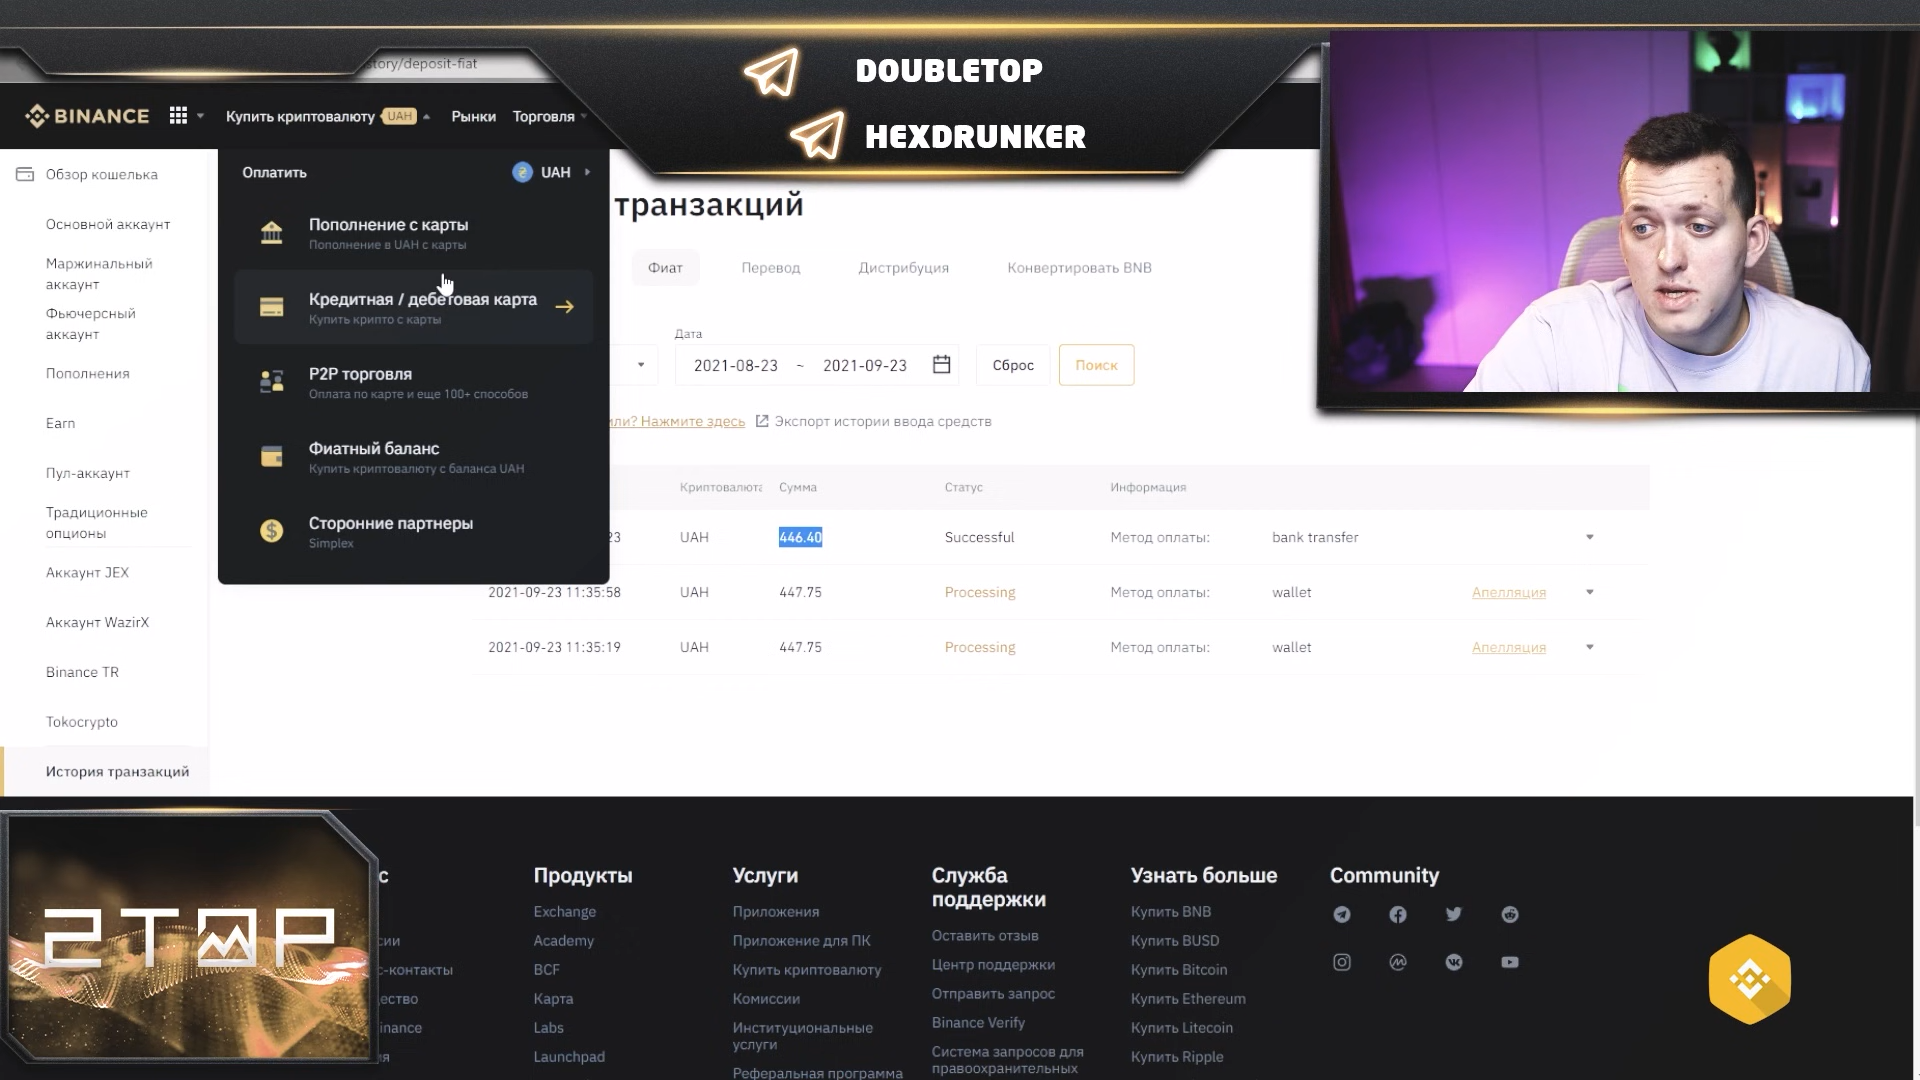 story/deposit-fiat
DOUBLETOP
HEXDRUNKER
BINANCE
Купить криптовалюту UAH
Рынки
Торговля
Обзор кошелька
Основной аккаунт
Маржинальный
аккаунт
Фьючерсный
аккаунт
Пополнения
Earn
Пул-аккаунт
Традиционные
опционы
Аккаунт JEX
Аккаунт WazirX
Binance TR
Tokocrypto
История транзакций
Оплатить
UAH
Пополнение с карты
Пополнение в UAH с карты
Кредитная / дебетовая карта
Купить крипто с карты
P2P торговля
Оплата по карте и еще 100+ способов
Фиатный баланс
Купить криптовалюту с баланса UAH
Сторонние партнеры
Simplex
транзакций
Фиат
Перевод
Дистрибуция
Конвертировать BNB
Дата
2021-08-23 ~ 2021-09-23
Сброс
Поиск
или? Нажмите здесь
Экспорт истории ввода средств
Криптовалюта Сумма Статус Информация
23 UAH 446.40 Successful Метод оплаты: bank transfer
2021-09-23 11:35:58 UAH 447.75 Processing Метод оплаты: wallet Апелляция
2021-09-23 11:35:19 UAH 447.75 Processing Метод оплаты: wallet Апелляция
2TOP
с
сии
с-контакты
ество
inance
ия
Продукты
Exchange
Academy
BCF
Карта
Labs
Launchpad
Услуги
Приложения
Приложение для ПК
Купить криптовалюту
Комиссии
Институциональные
услуги
Реферальная программа
Служба
поддержки
Оставить отзыв
Центр поддержки
Отправить запрос
Binance Verify
Система запросов для
правоохранительных
Узнать больше
Купить BNB
Купить BUSD
Купить Bitcoin
Купить Ethereum
Купить Litecoin
Купить Ripple
Community